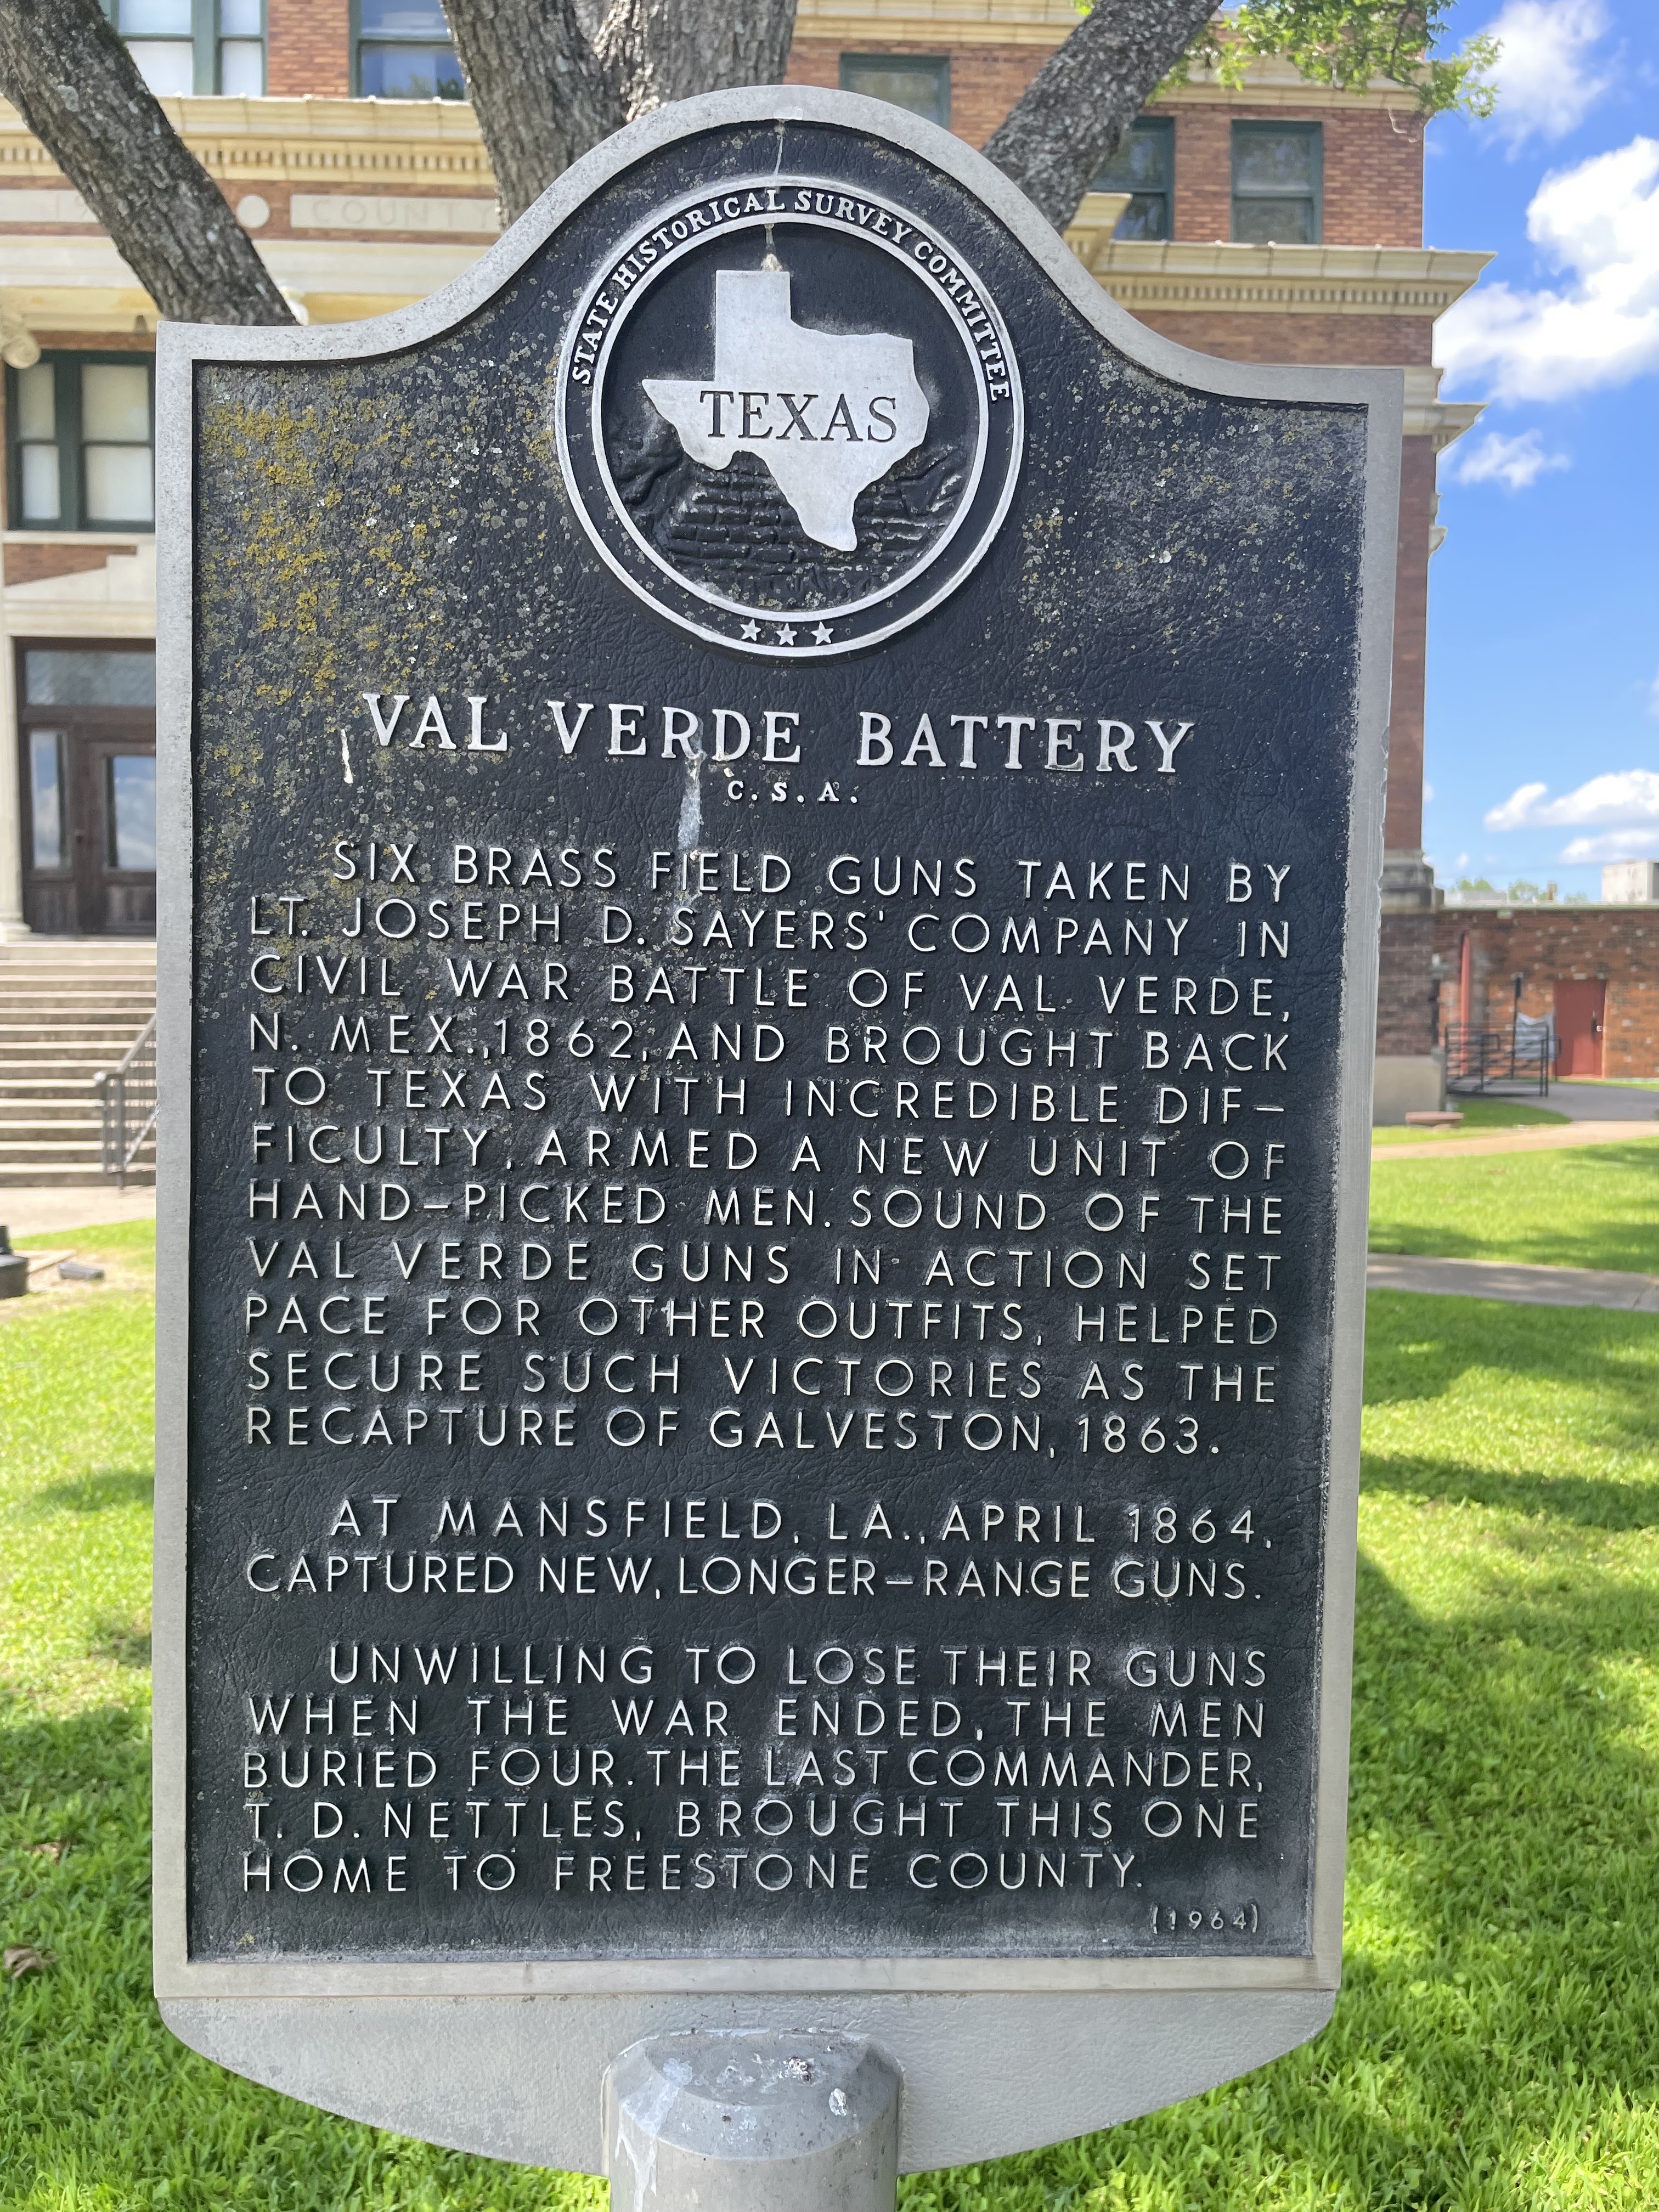 COUNTY
STATE HISTORICAL SURVEY COMMITTEE
TEXAS
VAL VERDE BATTERY
C.S.A.
SIX BRASS FIELD GUNS TAKEN BY
LT. JOSEPH D. SAYERS' COMPANY IN
CIVIL WAR BATTLE OF VAL VERDE,
N. MEX., 1862, AND BROUGHT BACK
TO TEXAS WITH INCREDIBLE DIF-
FICULTY, ARMED A NEW UNIT OF
HAND-PICKED MEN. SOUND OF THE
VAL VERDE GUNS IN ACTION SET
PACE FOR OTHER OUTFITS, HELPED
SECURE SUCH VICTORIES AS THE
RECAPTURE OF GALVESTON, 1863.
AT MANSFIELD, LA., APRIL 1864,
CAPTURED NEW, LONGER-RANGE GUNS.
UNWILLING TO LOSE THEIR GUNS
WHEN THE WAR ENDED, THE MEN
BURIED FOUR. THE LAST COMMANDER,
T. D. NETTLES, BROUGHT THIS ONE
HOME TO FREESTONE COUNTY.
(1964)